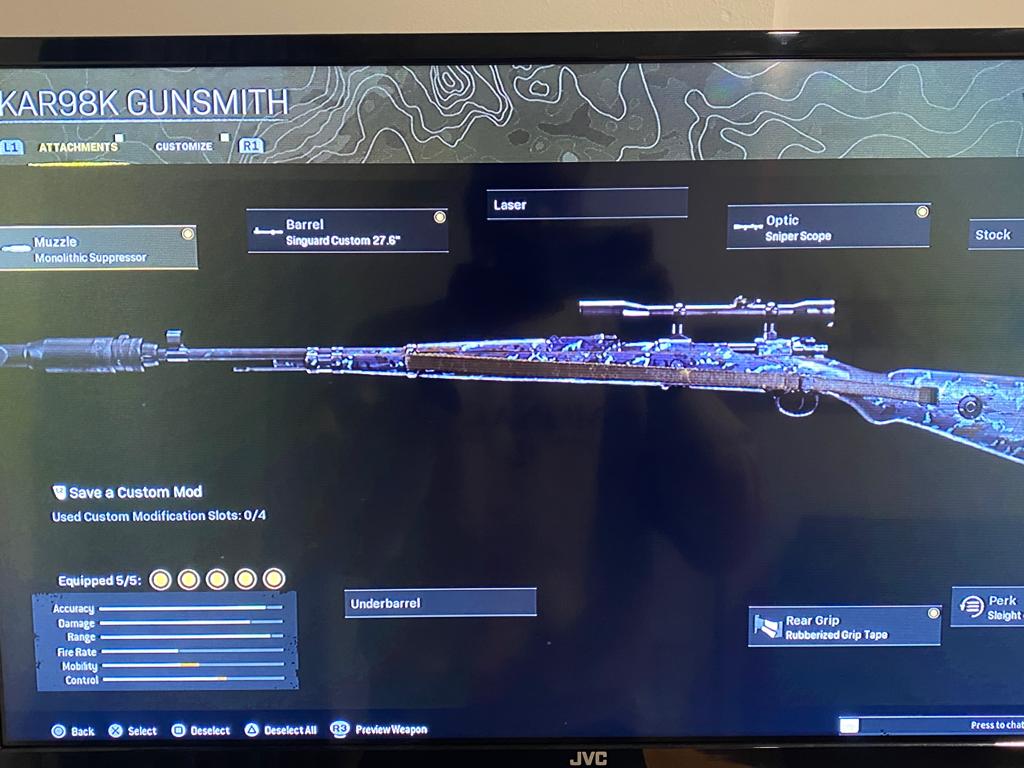 KAR98K GUNSMITH
L1 ATTACHMENTS CUSTOMIZE R1
Laser
Barrel
Singuard Custom 27.6"
Optic
Sniper Scope
Stock
Muzzle
Monolithic Suppressor
Save a Custom Mod
Used Custom Modification Slots: 0/4
Equipped 5/5:
Accuracy
Damage
Range
Fire Rate
Mobility
Control
Underbarrel
Rear Grip
Rubberized Grip Tape
Perk
Sleight
Back Select Deselect Deselect All R3 Preview Weapon
Press to chat
JVC